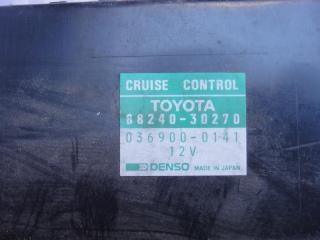 CRUISE CONTROL
TOYOTA
88240-30270
036900-0141
12V
DENSO MADE IN JAPAN